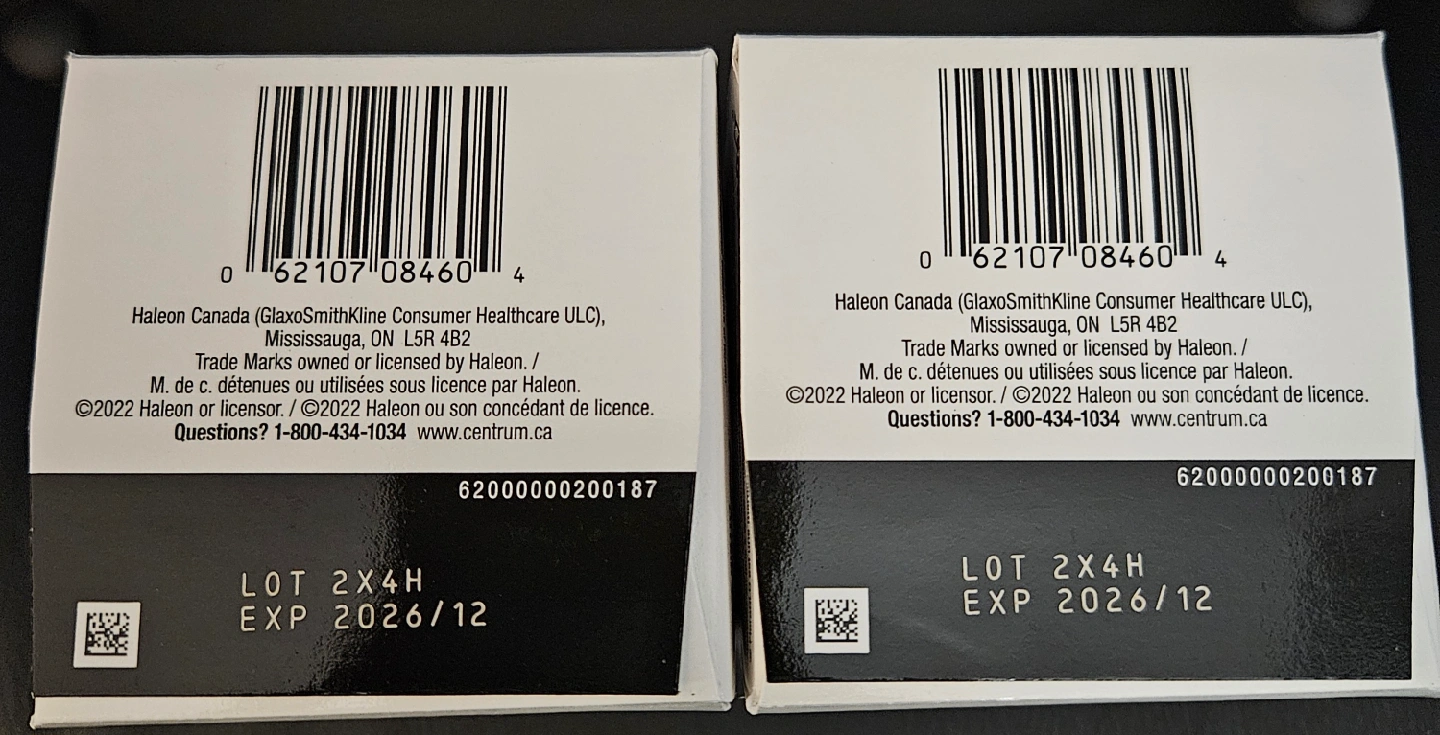 0 62107 08460 4
Haleon Canada (GlaxoSmithKline Consumer Healthcare ULC),
Mississauga, ON L5R 4B2
Trade Marks owned or licensed by Haleon. /
M. de c. détenues ou utilisées sous licence par Haleon.
©2022 Haleon or licensor. / ©2022 Haleon ou son concédant de licence.
Questions? 1-800-434-1034 www.centrum.ca
62000000200187
LOT 2X4H
EXP 2026/12
0 62107 08460 4
Haleon Canada (GlaxoSmithKline Consumer Healthcare ULC),
Mississauga, ON L5R 4B2
Trade Marks owned or licensed by Haleon. /
M. de c. détenues ou utilisées sous licence par Haleon.
©2022 Haleon or licensor. / ©2022 Haleon ou son concédant de licence.
Questions? 1-800-434-1034 www.centrum.ca
62000000200187
LOT 2X4H
EXP 2026/12